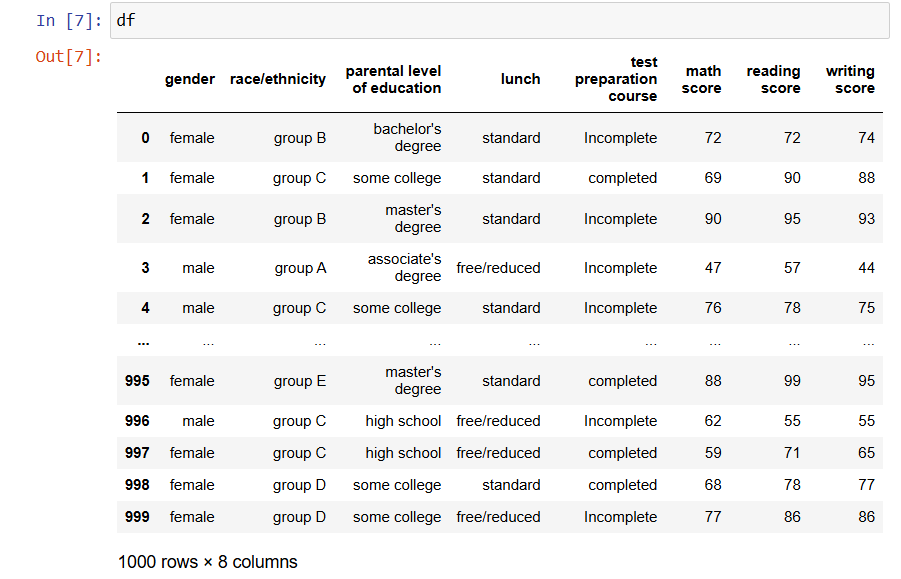 In [7]: df
Out[7]:
gender race/ethnicity parental level of education lunch test preparation course math score reading score writing score
0 female group B bachelor's degree standard Incomplete 72 72 74
1 female group C some college standard completed 69 90 88
2 female group B master's degree standard Incomplete 90 95 93
3 male group A associate's degree free/reduced Incomplete 47 57 44
4 male group C some college standard Incomplete 76 78 75
... ... ... ... ... ... ... ... ...
995 female group E master's degree standard completed 88 99 95
996 male group C high school free/reduced Incomplete 62 55 55
997 female group C high school free/reduced completed 59 71 65
998 female group D some college standard completed 68 78 77
999 female group D some college free/reduced Incomplete 77 86 86
1000 rows × 8 columns